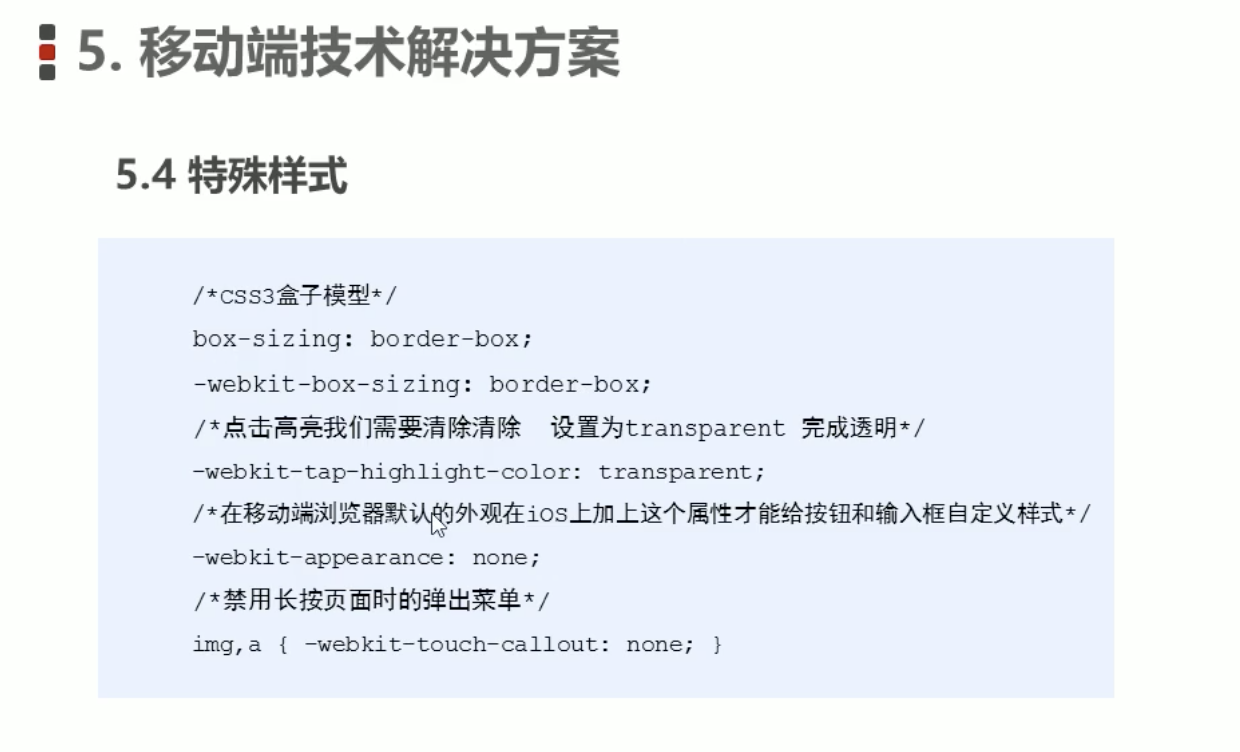 5. 移动端技术解决方案
5.4 特殊样式
/*CSS3盒子模型*/
box-sizing: border-box;
-webkit-box-sizing: border-box;
/*点击高亮我们需要清除清除  设置为transparent 完成透明*/
-webkit-tap-highlight-color: transparent;
/*在移动端浏览器默认的外观在iOS上加上这个属性才能给按钮和输入框自定义样式*/
-webkit-appearance: none;
/*禁用长按页面时的弹出菜单*/
img,a { -webkit-touch-callout: none; }